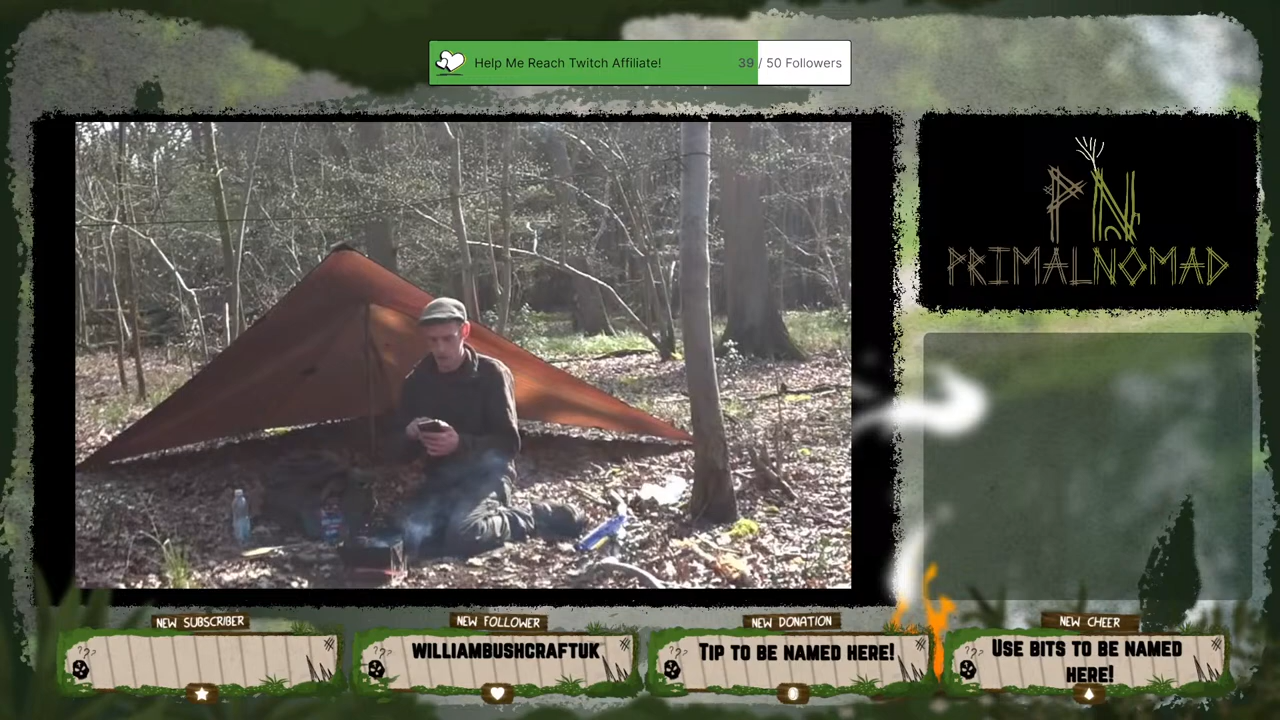 Help Me Reach Twitch Affiliate!
39 / 50 Followers
PN
PRIMALNOMAD
NEW SUBSCRIBER
NEW FOLLOWER
NEW DONATION
NEW CHEER
???
???
WILLIAMBUSHCRAFTUK
???
TIP TO BE NAMED HERE!
???
USE BITS TO BE NAMED
HERE!